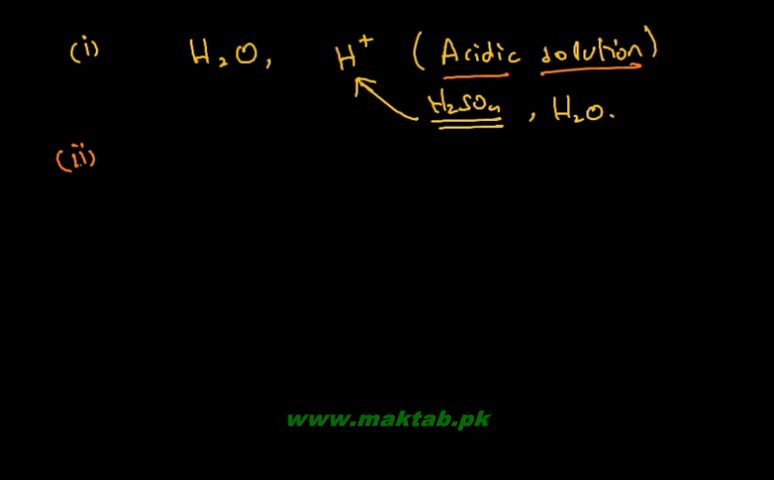 (i) H₂O, H⁺ (Acidic solution)
H₂SO₄, H₂O.
(ii)
www.maktab.pk